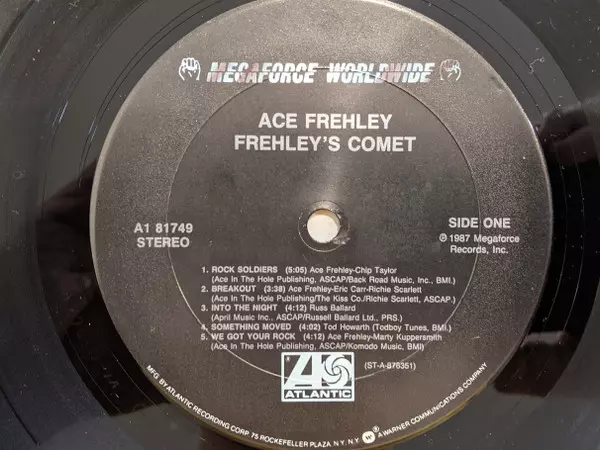 MEGAFORCE WORLDWIDE
ACE FREHLEY
FREHLEY'S COMET
A1 81749
STEREO
SIDE ONE
℗ 1987 Megaforce
Records, Inc.
1. ROCK SOLDIERS (5:05) Ace Frehley-Chip Taylor
(Ace In The Hole Publishing, ASCAP/Back Road Music, Inc., BMI.)
2. BREAKOUT (3:38) Ace Frehley-Eric Carr-Richie Scarlett
(Ace In The Hole Publishing/The Kiss Co./Richie Scarlett, ASCAP.)
3. INTO THE NIGHT (4:12) Russ Ballard
(April Music Inc., ASCAP/Russell Ballard Ltd., PRS.)
4. SOMETHING MOVED (4:02) Tod Howarth (Todboy Tunes, BMI.)
5. WE GOT YOUR ROCK (4:12) Ace Frehley-Marty Kuppersmith
(Ace In The Hole Publishing, ASCAP/Komodo Music, BMI)
(ST-A-876351)
ATLANTIC
MFG BY ATLANTIC RECORDING CORP. 75 ROCKEFELLER PLAZA N.Y. N.Y. A WARNER COMMUNICATIONS COMPANY